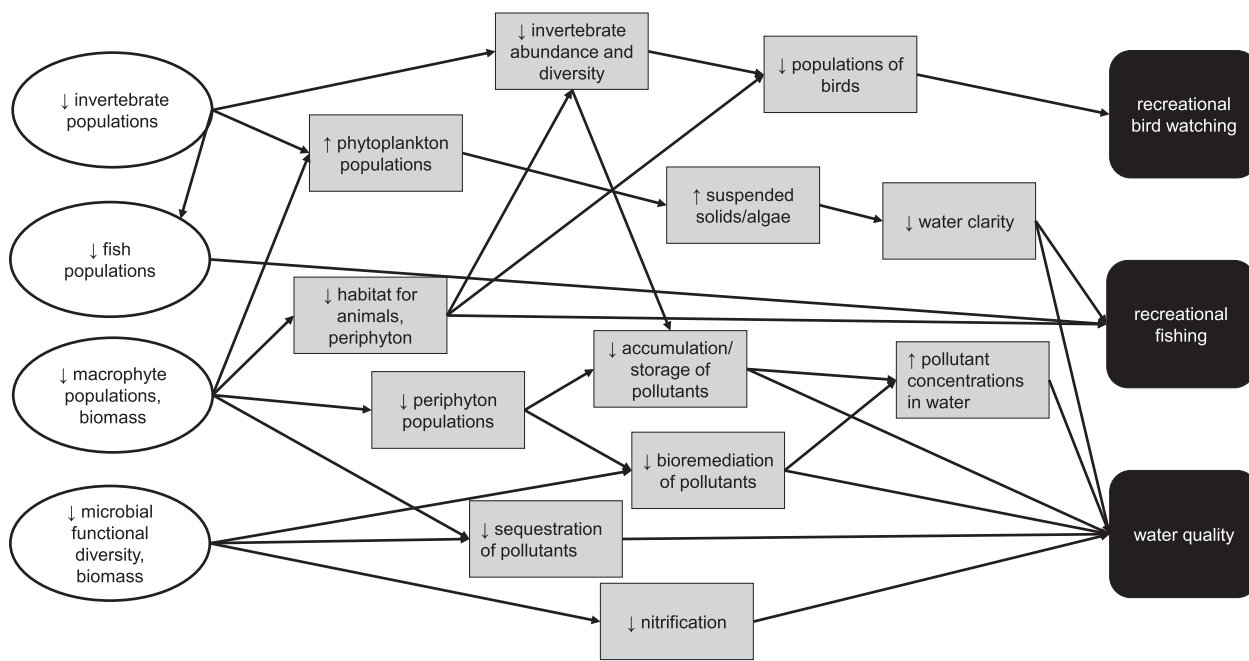 ↓ invertebrate
populations
↓ fish
populations
↓ macrophyte
populations,
biomass
↓ microbial
functional
diversity,
biomass
↓ invertebrate
abundance and
diversity
↑ phytoplankton
populations
↓ habitat for
animals,
periphyton
↓ periphyton
populations
↓ sequestration
of pollutants
↓ nitrification
↓ accumulation/
storage of
pollutants
↓ bioremediation
of pollutants
↑ suspended
solids/algae
↓ populations of
birds
↓ water clarity
↑ pollutant
concentrations
in water
recreational
bird watching
recreational
fishing
water quality